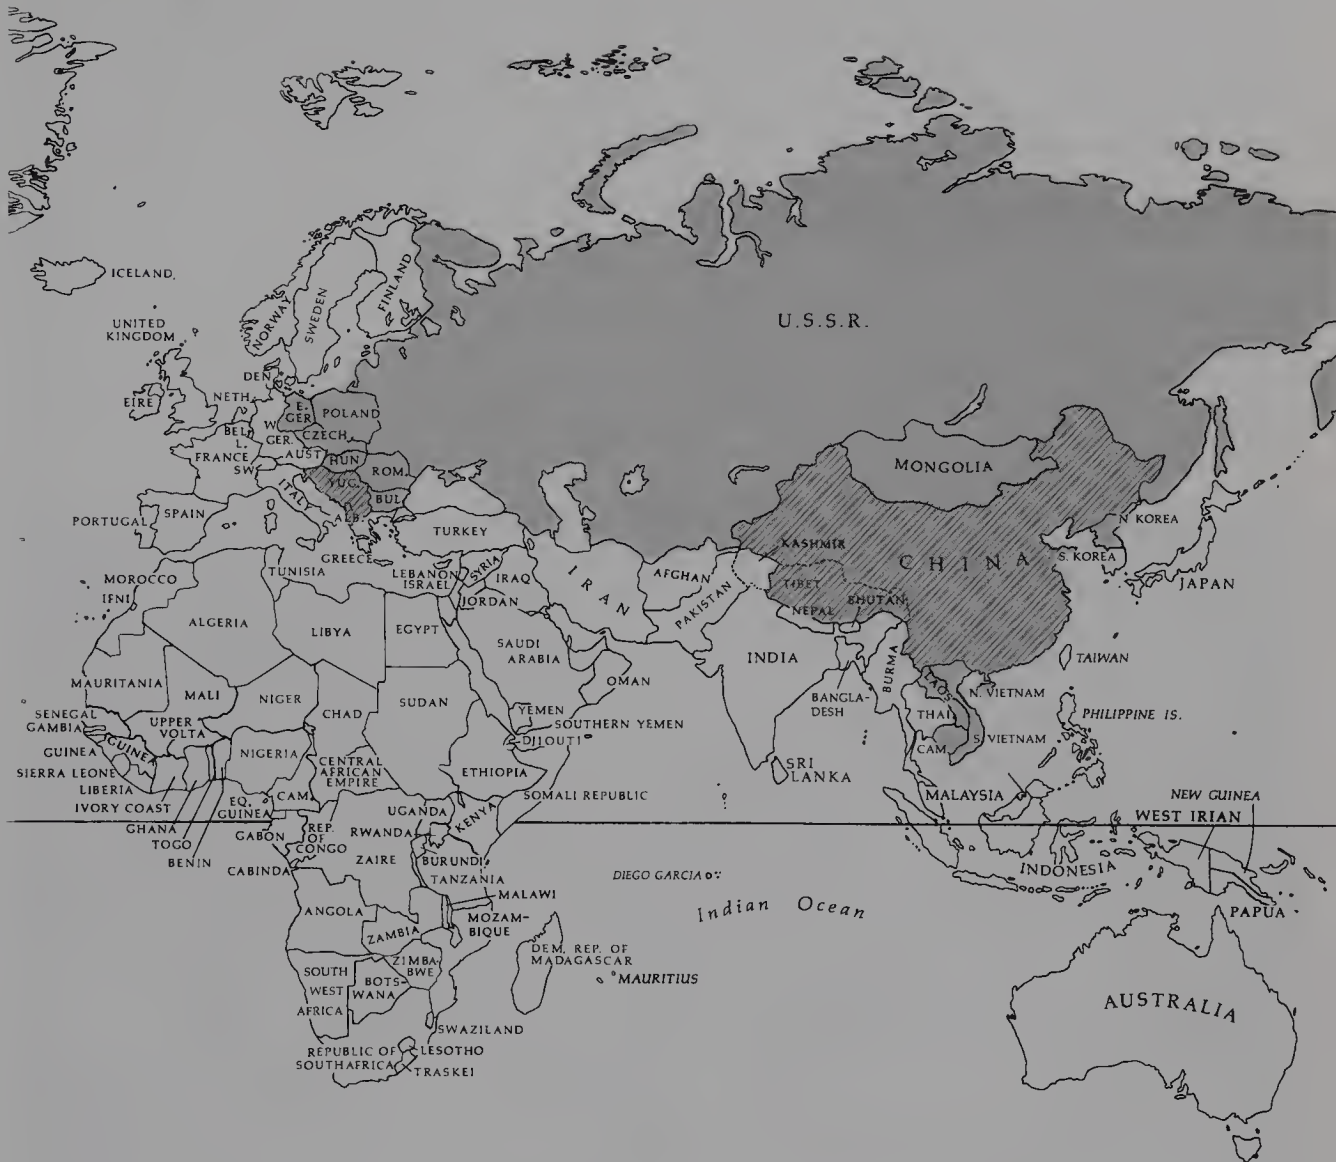 ICELAND
UNITED
KINGDOM
EIRE
NORWAY
SWEDEN
FINLAND
DEN.
NETH.
BEL.
L.
W.
GER.
E.
GER.
POLAND
CZECH.
FRANCE
SW.
AUST.
HUN.
ROM.
YUG.
BUL.
ALB.
ITALY
PORTUGAL
SPAIN
GREECE
TURKEY
U.S.S.R.
MONGOLIA
CHINA
KASHMIR
TIBET
NEPAL
BHUTAN
N. KOREA
S. KOREA
JAPAN
TAIWAN
MOROCCO
IFNI
TUNISIA
ALGERIA
LIBYA
EGYPT
LEBANON
ISRAEL
SYRIA
JORDAN
IRAQ
IRAN
AFGHAN
PAKISTAN
SAUDI
ARABIA
OMAN
YEMEN
SOUTHERN YEMEN
DJIOUTI
INDIA
BANGLA-
DESH
BURMA
SRI
LANKA
LAOS
THAI.
CAM.
N. VIETNAM
S. VIETNAM
PHILIPPINE IS.
MALAYSIA
INDONESIA
NEW GUINEA
WEST IRIAN
PAPUA
AUSTRALIA
MAURITANIA
MALI
NIGER
CHAD
SUDAN
SENEGAL
GAMBIA
GUINEA
GUINEA
SIERRA LEONE
LIBERIA
IVORY COAST
UPPER
VOLTA
GHANA
TOGO
BENIN
NIGERIA
CAM.
CENTRAL
AFRICAN
EMPIRE
ETHIOPIA
SOMALI REPUBLIC
EQ.
GUINEA
GABON
REP.
OF
CONGO
CABINDA
UGANDA
KENYA
RWANDA
ZAIRE
BURUNDI
TANZANIA
MALAWI
ANGOLA
ZAMBIA
MOZAM-
BIQUE
ZIMBA-
BWE
SOUTH
WEST
AFRICA
BOTS-
WANA
DEM. REP. OF
MADAGASCAR
MAURITIUS
DIEGO GARCIA
Indian Ocean
SWAZILAND
REPUBLIC OF
SOUTH AFRICA
LESOTHO
TRASKEI